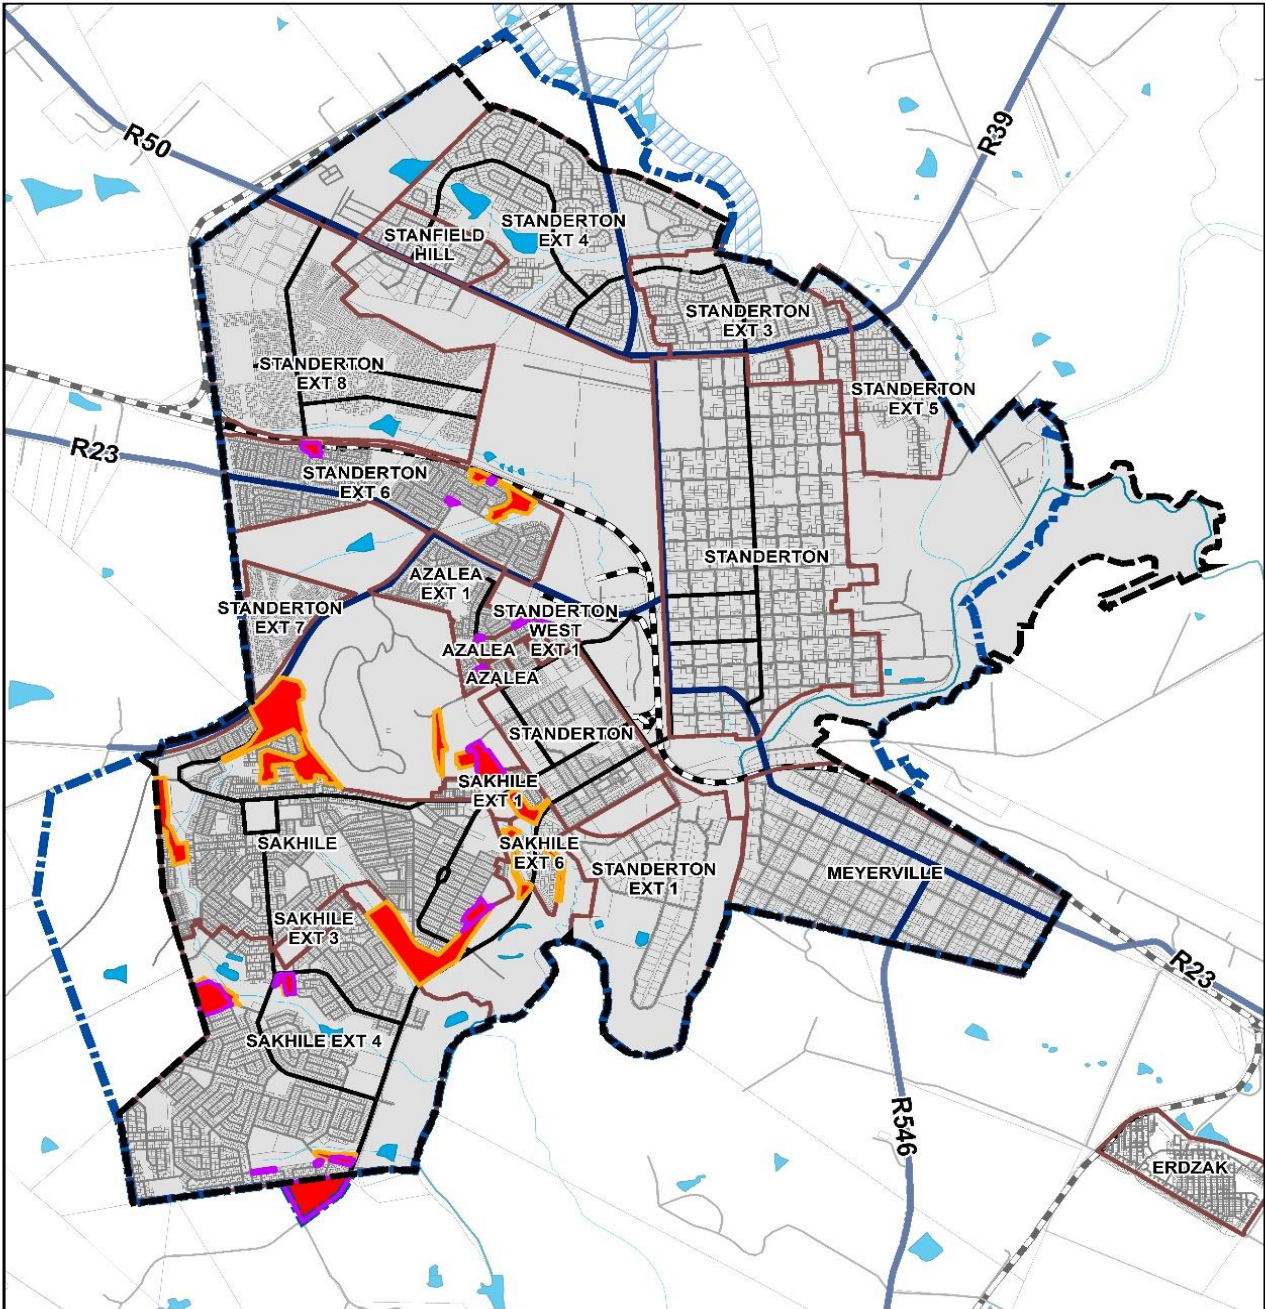 R50
R39
STANDERTON
EXT 4
STANFIELD
HILL
STANDERTON
EXT 3
STANDERTON
EXT 8
STANDERTON
EXT 5
R23
STANDERTON
EXT 6
STANDERTON
AZALEA
EXT 1
STANDERTON
EXT 7
STANDERTON
WEST
EXT 1
AZALEA
AZALEA
STANDERTON
SAKHILE
EXT 1
SAKHILE
SAKHILE
EXT 6
STANDERTON
EXT 1
MEYERVILLE
SAKHILE
EXT 3
R23
SAKHILE EXT 4
R546
ERDZAK